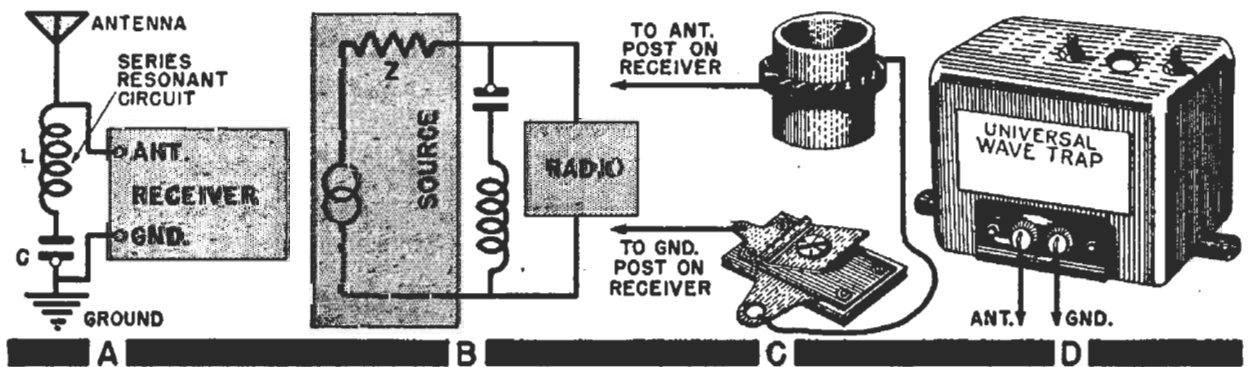 ANTENNA
SERIES
RESONANT
CIRCUIT
L
ANT.
RECEIVER
GND.
C
GROUND
A
Z
SOURCE
RADIO
B
TO ANT.
POST ON
RECEIVER
TO GND.
POST ON
RECEIVER
C
UNIVERSAL
WAVE TRAP
ANT.
GND.
D